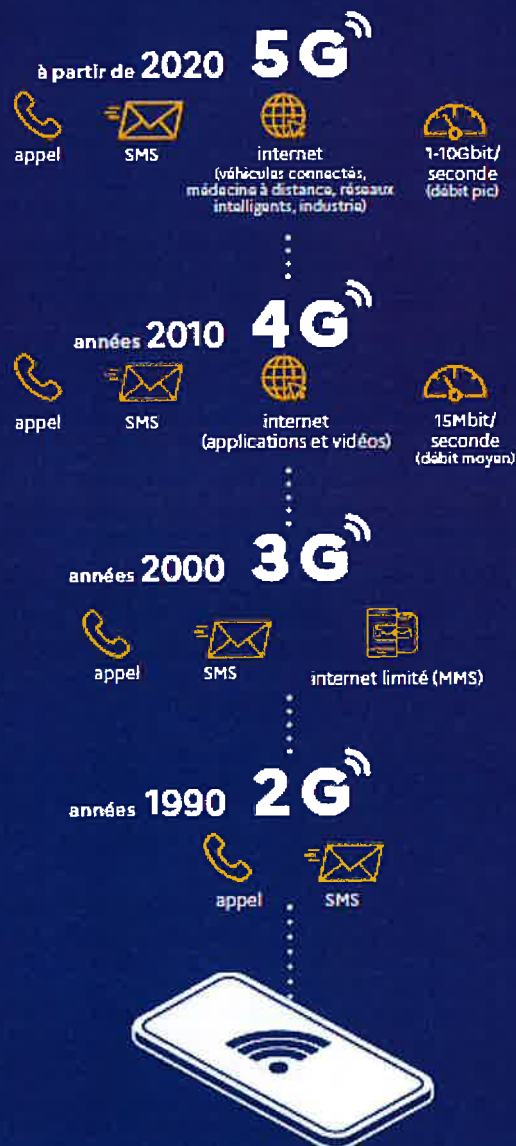 à partir de 2020 5G
appel
SMS
internet
(véhicules connectés,
médecine à distance, réseaux
intelligents, industrie)
1-10Gbit/
seconde
(débit pic)
années 2010 4G
appel
SMS
internet
(applications et vidéos)
15Mbit/
seconde
(débit moyen)
années 2000 3G
appel
SMS
internet limité (MMS)
années 1990 2G
appel
SMS